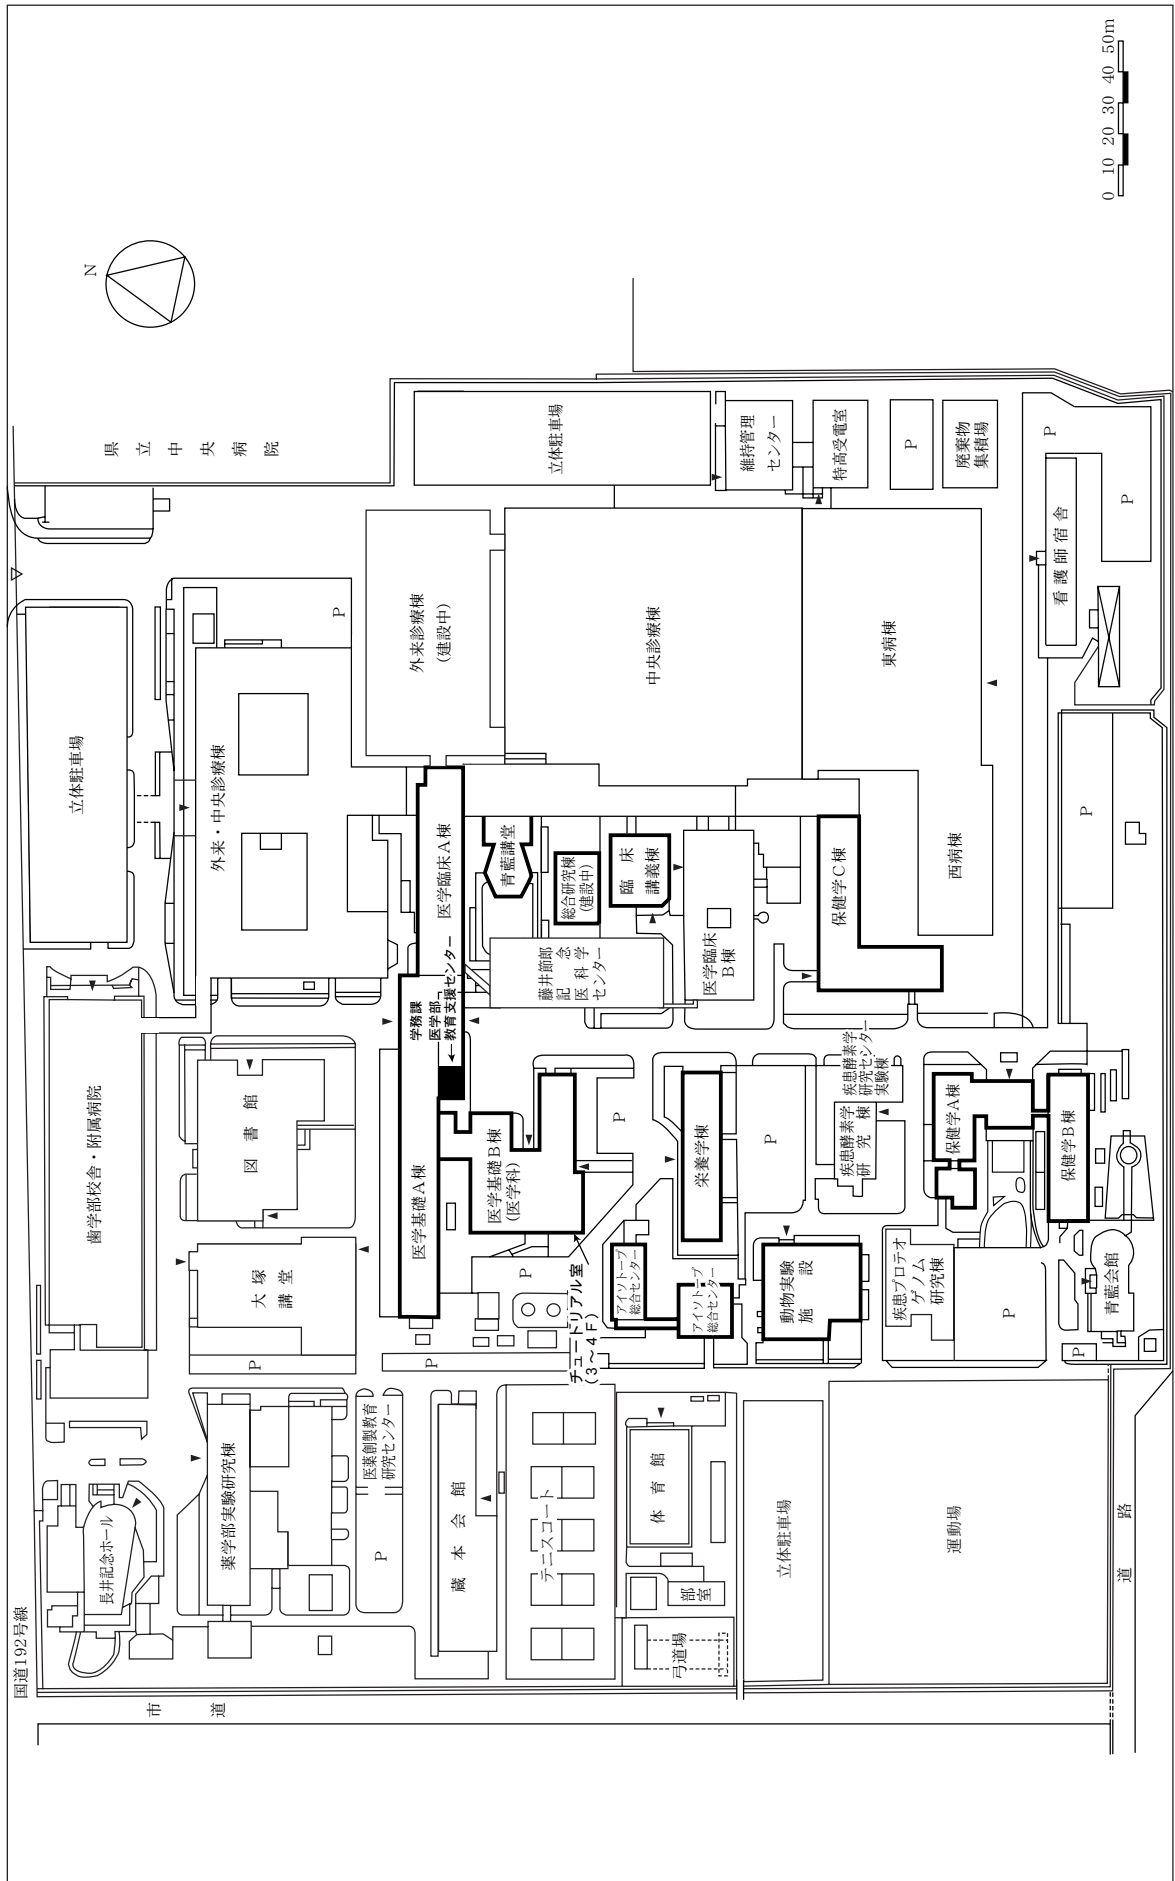 国道192号線
市道
長井記念ホール
薬学部実験研究棟
医薬創製教育
研究センター
P
蔵本会館
テニスコート
体育館
部室
弓道場
立体駐車場
運動場
道路
歯学部校舎・附属病院
大塚
講堂
P
P
図書館
医学基礎A棟
医学基礎B棟
(医学科)
P
チュートリアル室
(3～4F)
アイソトープ
総合センター
アイソトープ
総合センター
栄養学棟
P
P
動物実験
施設
疾患酵素学
研究棟
疾患酵素学
研究センター
実験棟
疾患プロテオ
ゲノム
研究棟
P
保健学A棟
保健学B棟
青藍会館
P
学務課
医学部
←教育支援センター
医学臨床A棟
青藍講堂
総合研究棟
(建設中)
臨床
講義棟
藤井節郎
記念
医科学
センター
医学臨床
B棟
保健学C棟
西病棟
P
立体駐車場
外来・中央診療棟
P
外来診療棟
(建設中)
中央診療棟
東病棟
看護師宿舎
P
P
県立中央病院
立体駐車場
維持管理
センター
特高受電室
P
廃棄物
集積場
N
0 10 20 30 40 50m